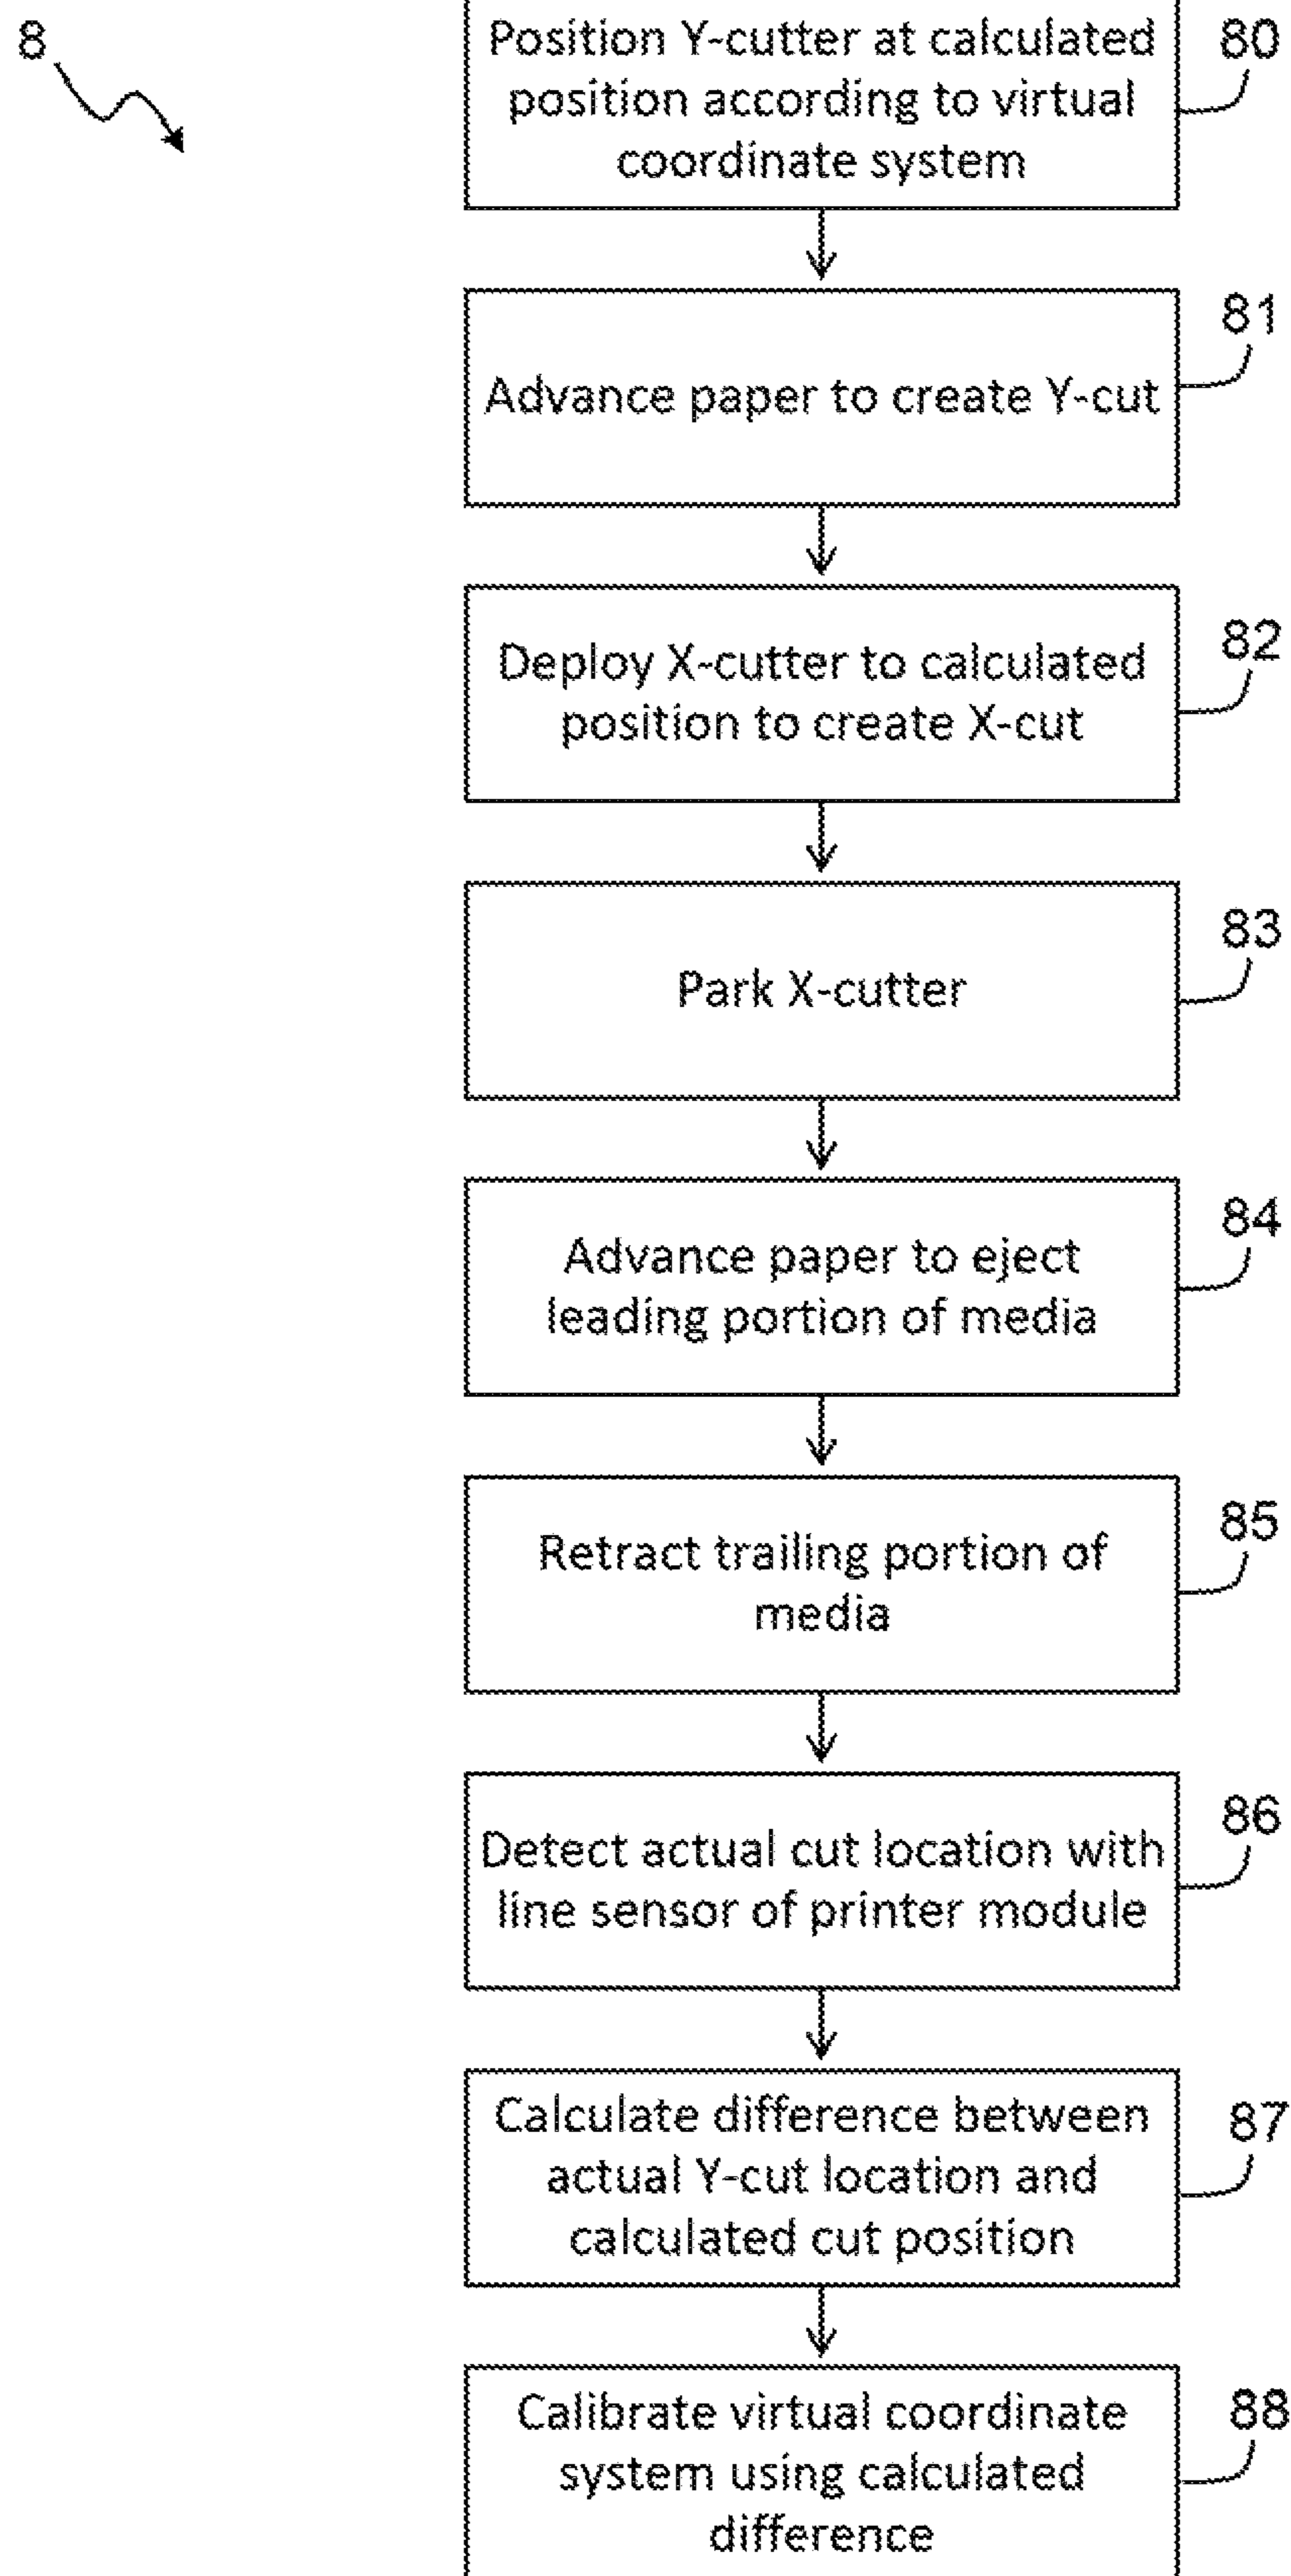 8
Position Y-cutter at calculated
position according to virtual
coordinate system
80
Advance paper to create Y-cut
81
Deploy X-cutter to calculated
position to create X-cut
82
Park X-cutter
83
Advance paper to eject
leading portion of media
84
Retract trailing portion of
media
85
Detect actual cut location with
line sensor of printer module
86
Calculate difference between
actual Y-cut location and
calculated cut position
87
Calibrate virtual coordinate
system using calculated
difference
88